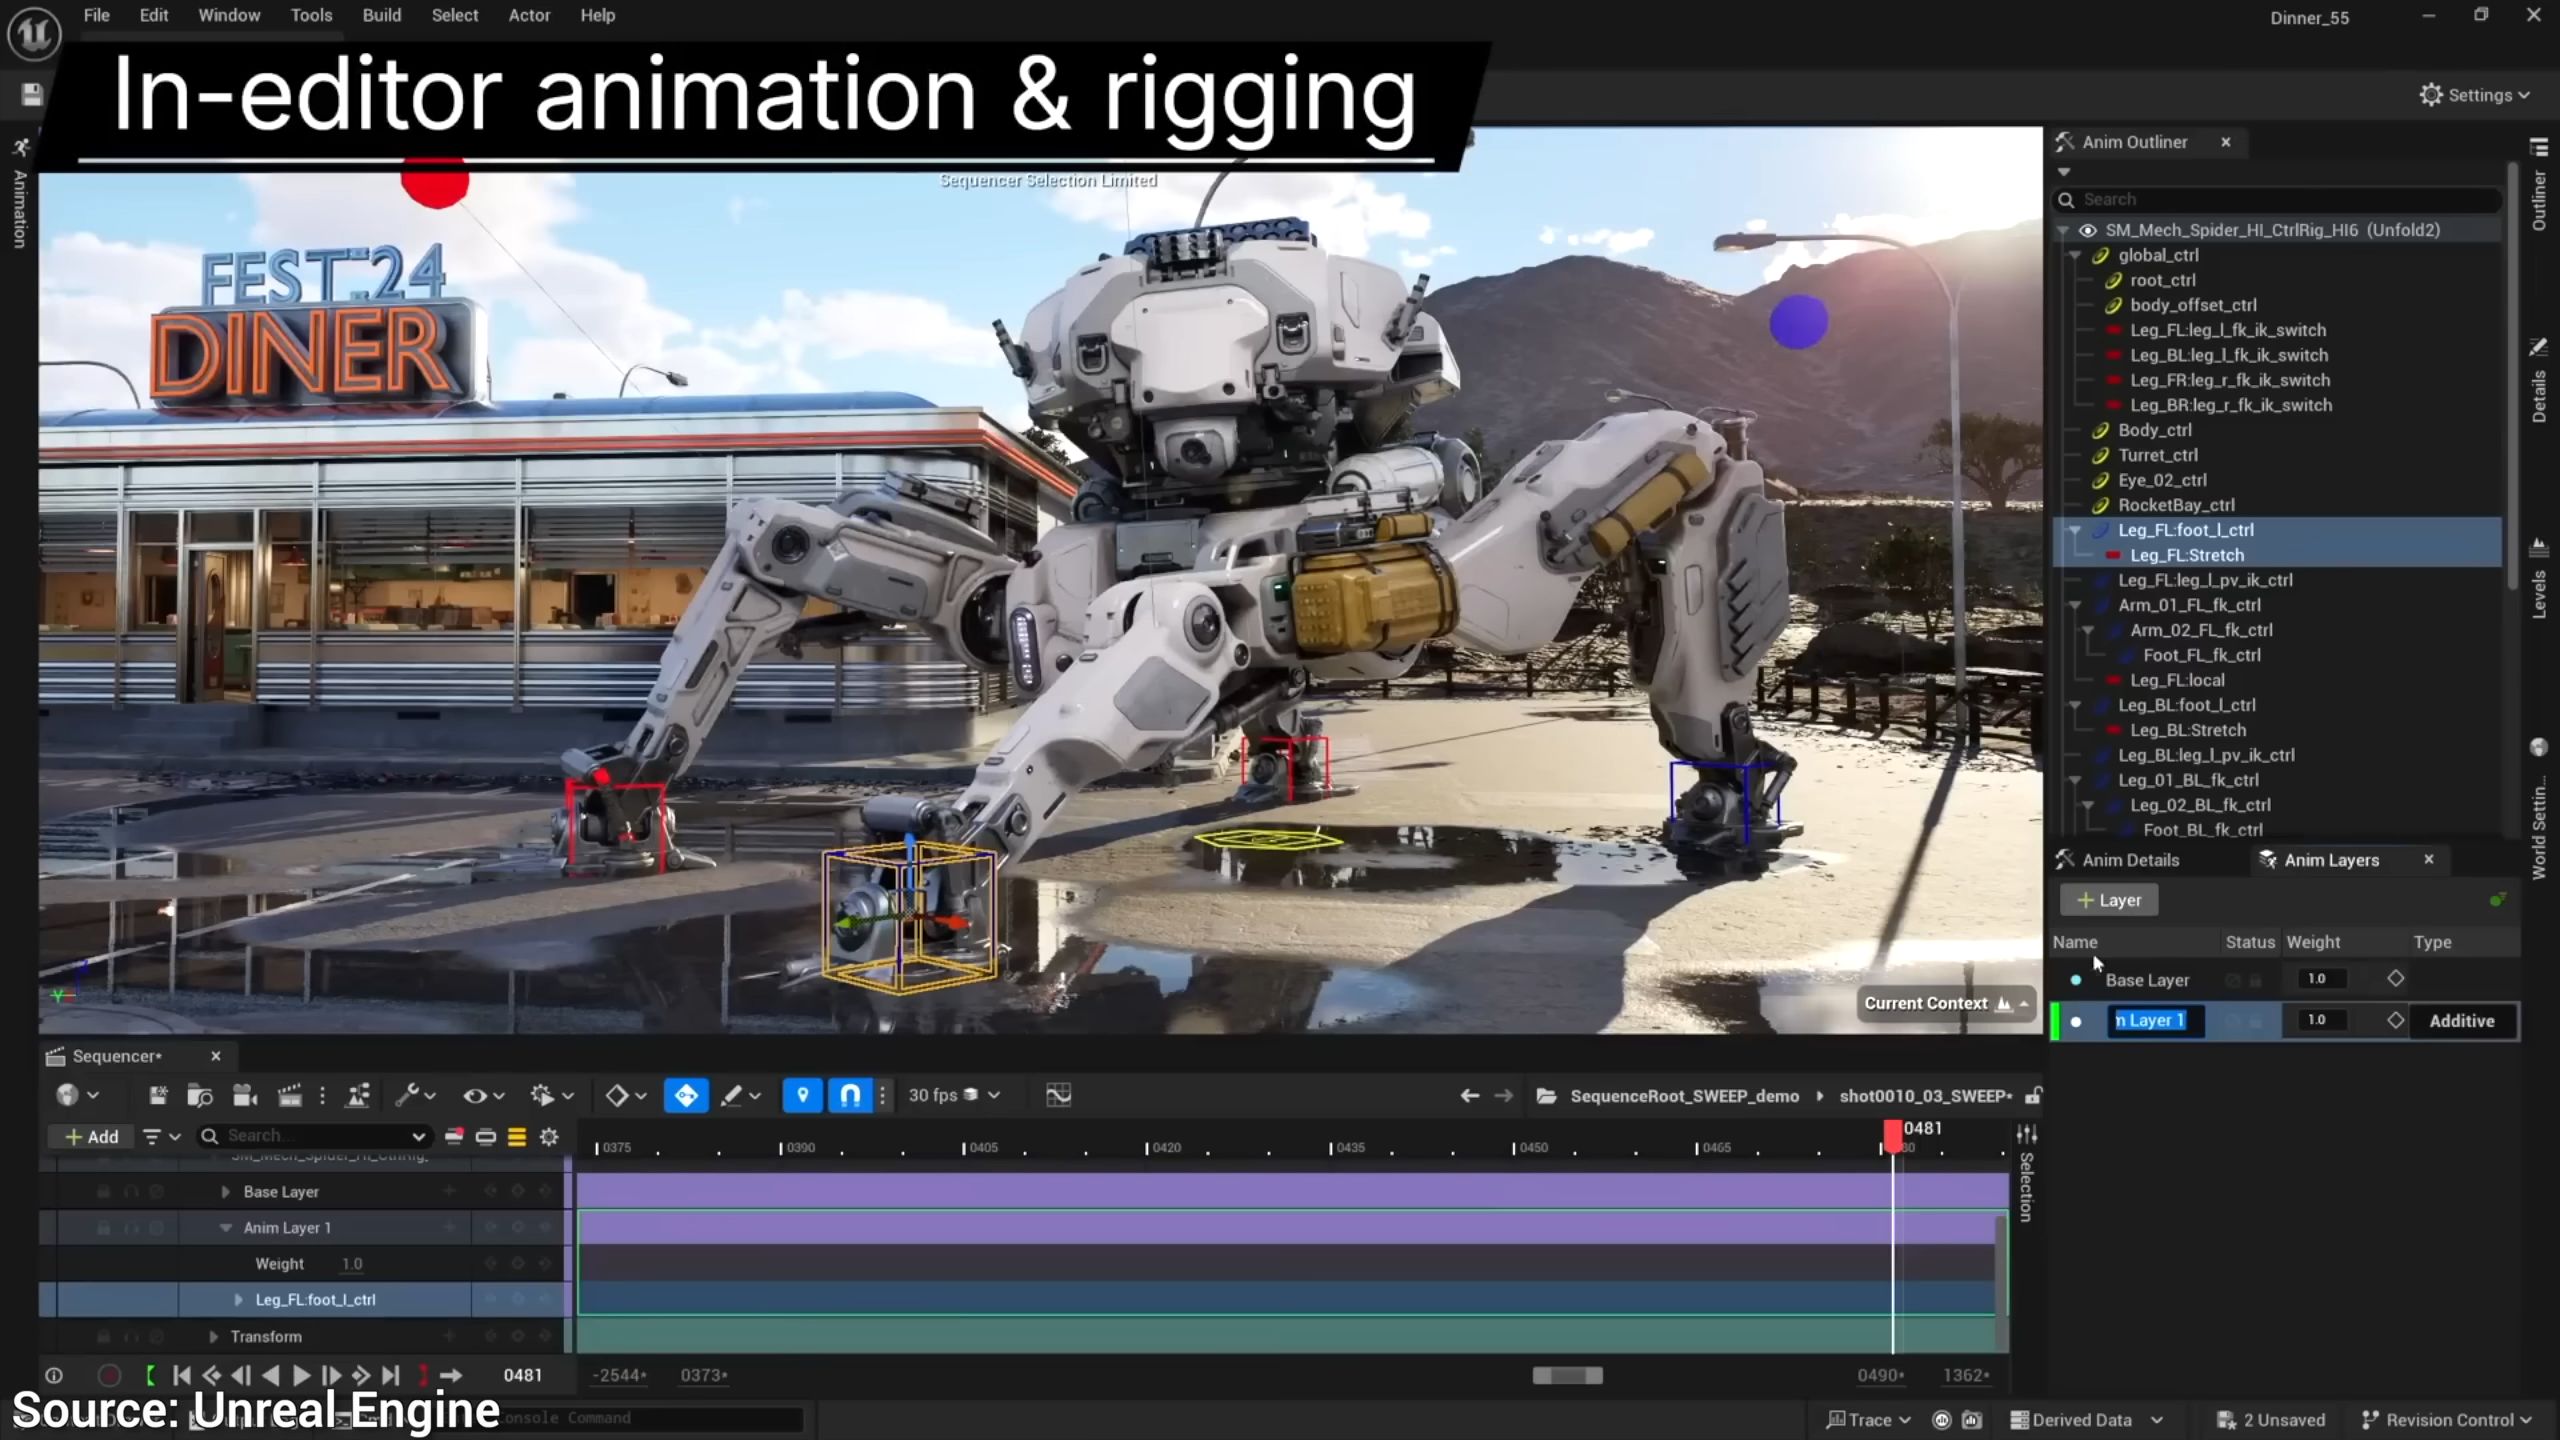 File Edit Window Tools Build Select Actor Help
Dinner_55
In-editor animation & rigging
Settings
Animation
Sequencer Selection Limited
FEST.'24
DINER
Current Context
Anim Outliner
Search
SM_Mech_Spider_HI_CtrlRig_HI6 (Unfold2)
global_ctrl
root_ctrl
body_offset_ctrl
Leg_FL:leg_l_fk_ik_switch
Leg_BL:leg_l_fk_ik_switch
Leg_FR:leg_r_fk_ik_switch
Leg_BR:leg_r_fk_ik_switch
Body_ctrl
Turret_ctrl
Eye_02_ctrl
RocketBay_ctrl
Leg_FL:foot_l_ctrl
Leg_FL:Stretch
Leg_FL:leg_l_pv_ik_ctrl
Arm_01_FL_fk_ctrl
Arm_02_FL_fk_ctrl
Foot_FL_fk_ctrl
Leg_FL:local
Leg_BL:foot_l_ctrl
Leg_BL:Stretch
Leg_BL:leg_l_pv_ik_ctrl
Leg_01_BL_fk_ctrl
Leg_02_BL_fk_ctrl
Foot_BL_fk_ctrl
Outliner
Details
Levels
World Settin...
Anim Details
Anim Layers
+ Layer
Name Status Weight Type
Base Layer 1.0
m Layer 1 1.0 Additive
Sequencer*
30 fps
SequenceRoot_SWEEP_demo
shot0010_03_SWEEP*
+ Add
Search...
0375 0390 0405 0420 0435 0450 0465 0481
Selection
Base Layer
Anim Layer 1
Weight 1.0
Leg_FL:foot_l_ctrl
Transform
0481 -2544* 0373* 0490* 1362*
Source: Unreal Engine
Console Command
Trace
Derived Data
2 Unsaved
Revision Control